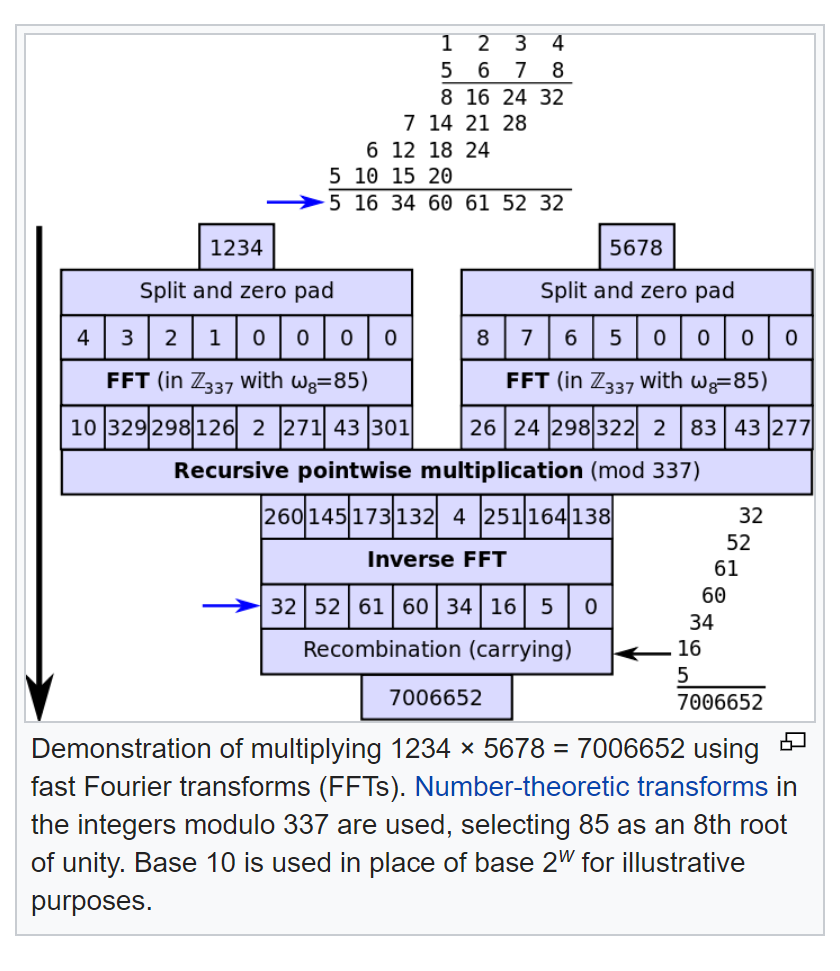 1 2 3 4
5 6 7 8
8 16 24 32
7 14 21 28
6 12 18 24
5 10 15 20
5 16 34 60 61 52 32
1234 5678
Split and zero pad Split and zero pad
4 3 2 1 0 0 0 0 8 7 6 5 0 0 0 0
FFT (in ℤ₃₃₇ with ω₈=85) FFT (in ℤ₃₃₇ with ω₈=85)
10 329 298 126 2 271 43 301 26 24 298 322 2 83 43 277
Recursive pointwise multiplication (mod 337)
260 145 173 132 4 251 164 138
Inverse FFT
32 52 61 60 34 16 5 0
Recombination (carrying)
7006652
32
52
61
60
34
16
5
7006652
Demonstration of multiplying 1234 × 5678 = 7006652 using
fast Fourier transforms (FFTs). Number-theoretic transforms in
the integers modulo 337 are used, selecting 85 as an 8th root
of unity. Base 10 is used in place of base 2ʷ for illustrative
purposes.